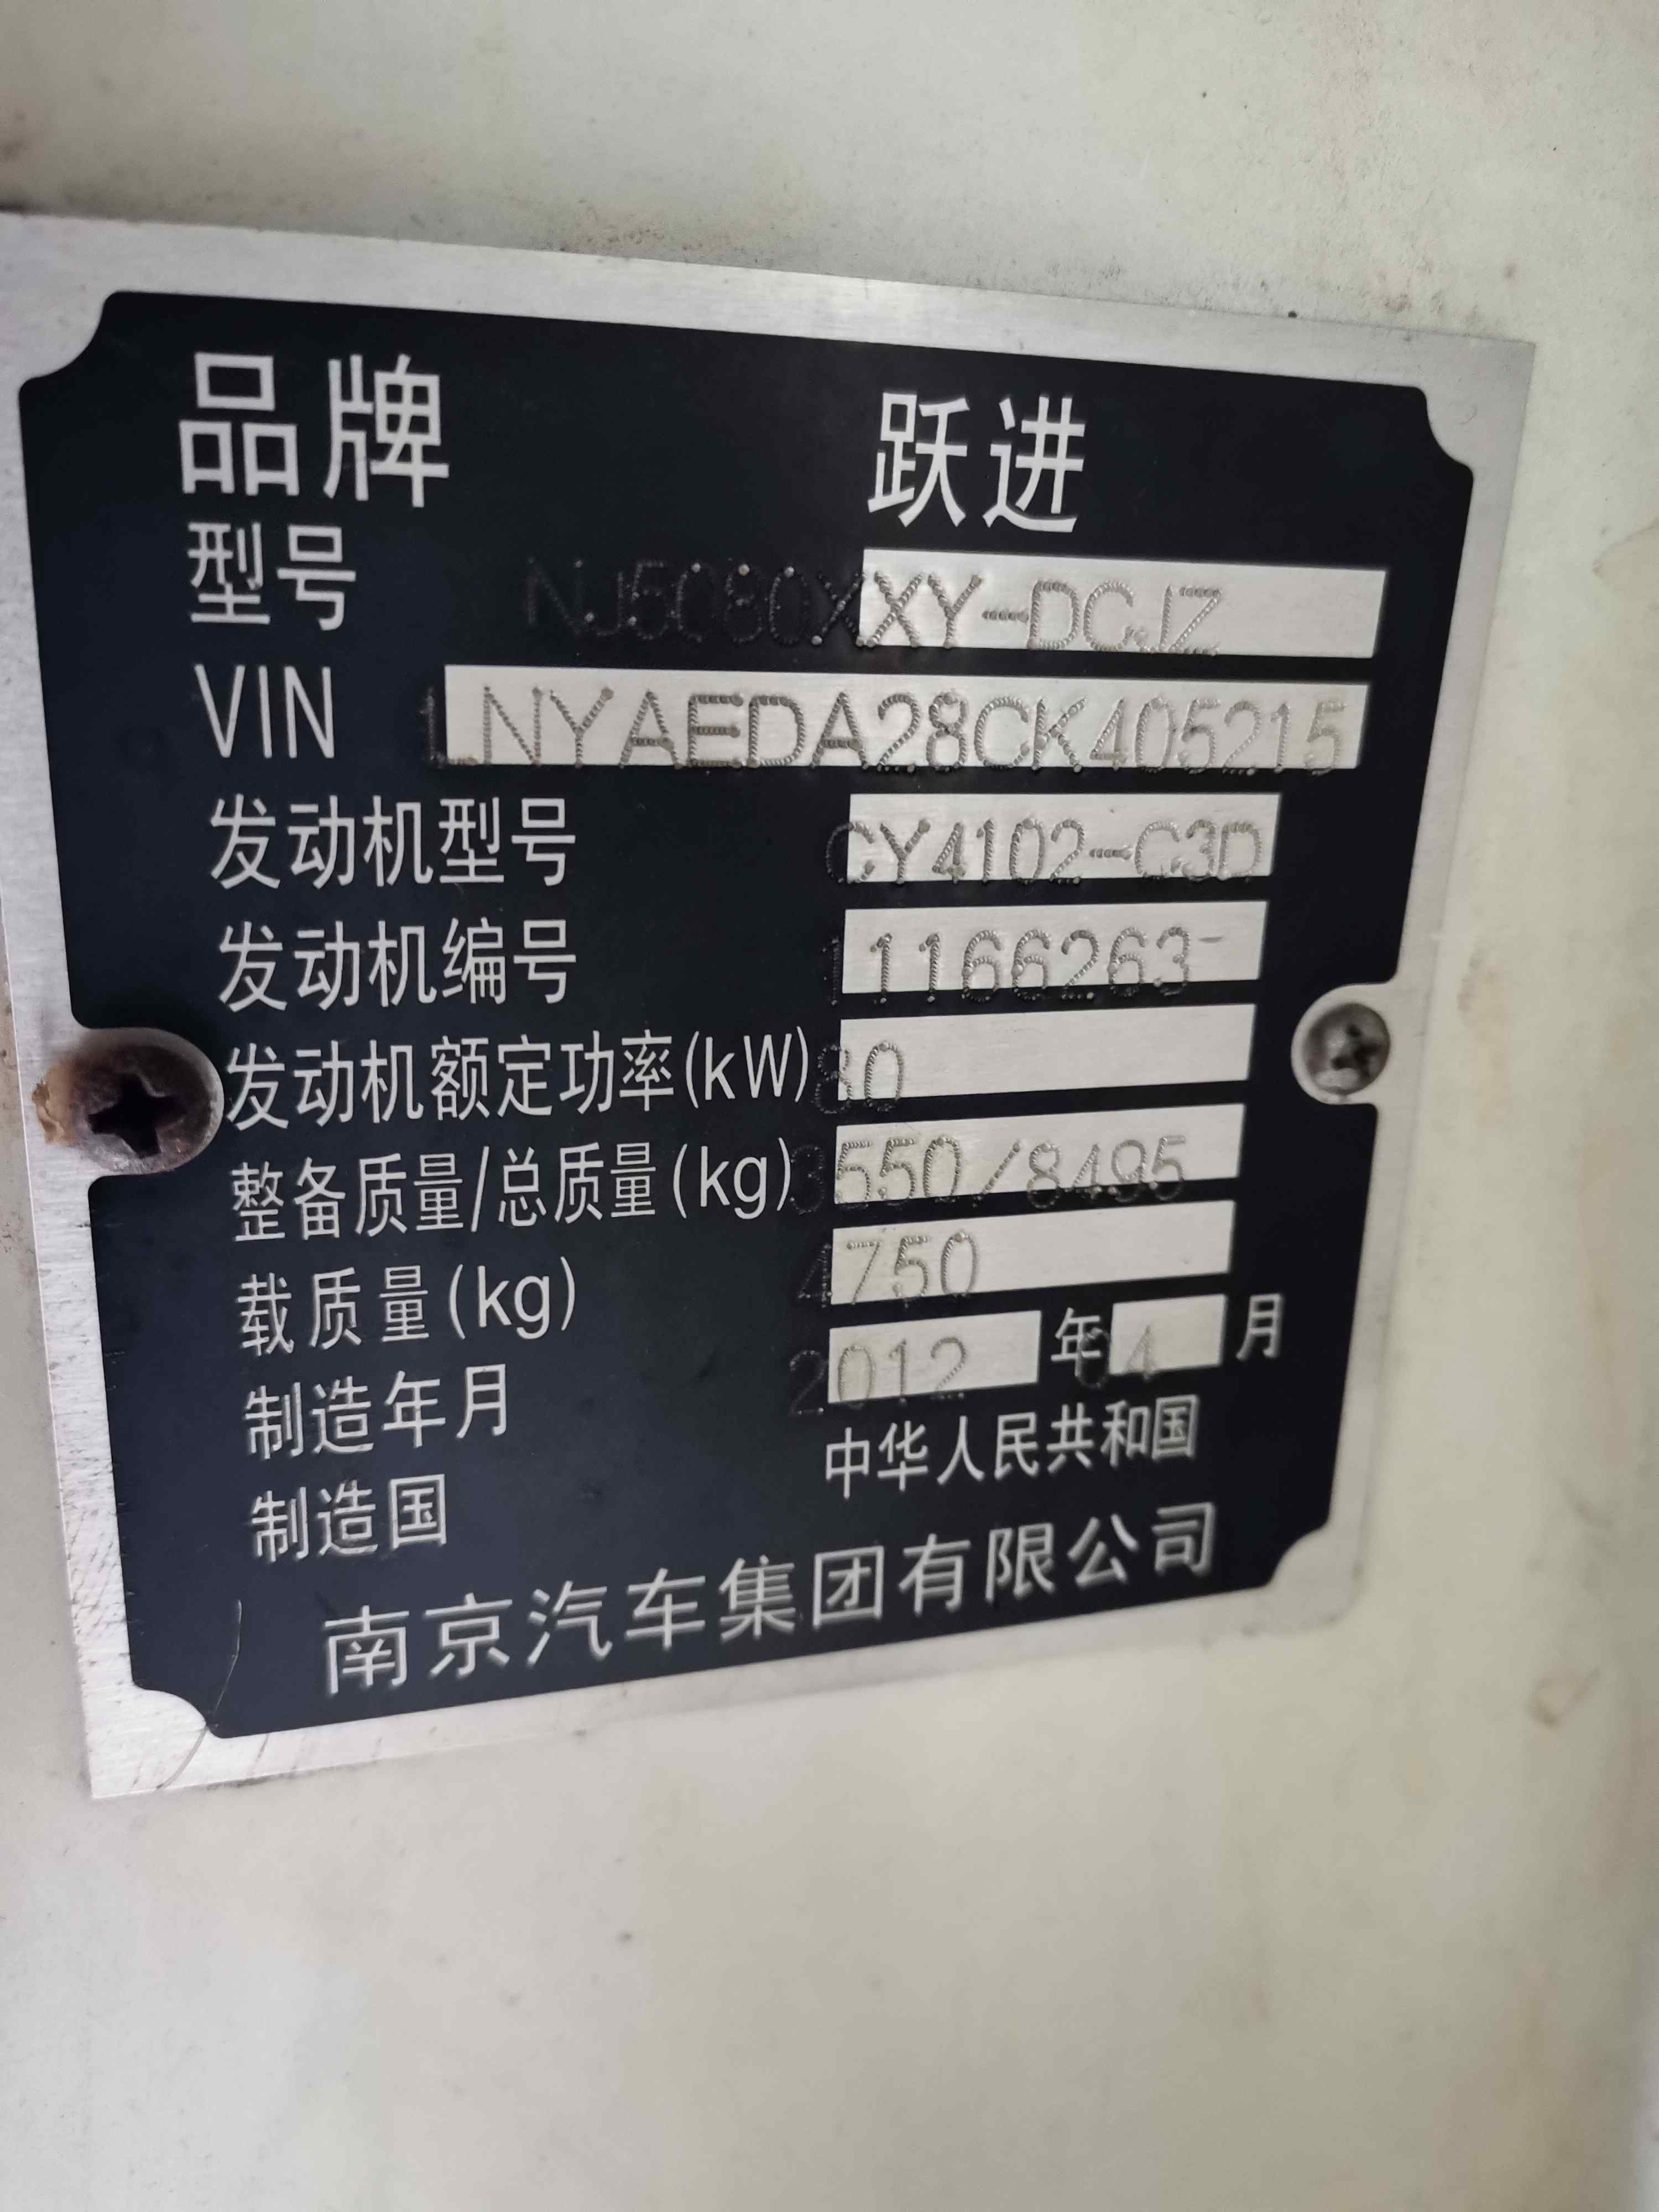 品牌 跃进
型号 NJ5080XXY-DCJZ
VIN LNYAEDA28CK405215
发动机型号 CY4102-C3D
发动机编号 11166263
发动机额定功率(kW) 80
整备质量/总质量(kg) 3550/8495
载质量(kg) 4750
制造年月 2012 年 04 月
制造国 中华人民共和国
南京汽车集团有限公司